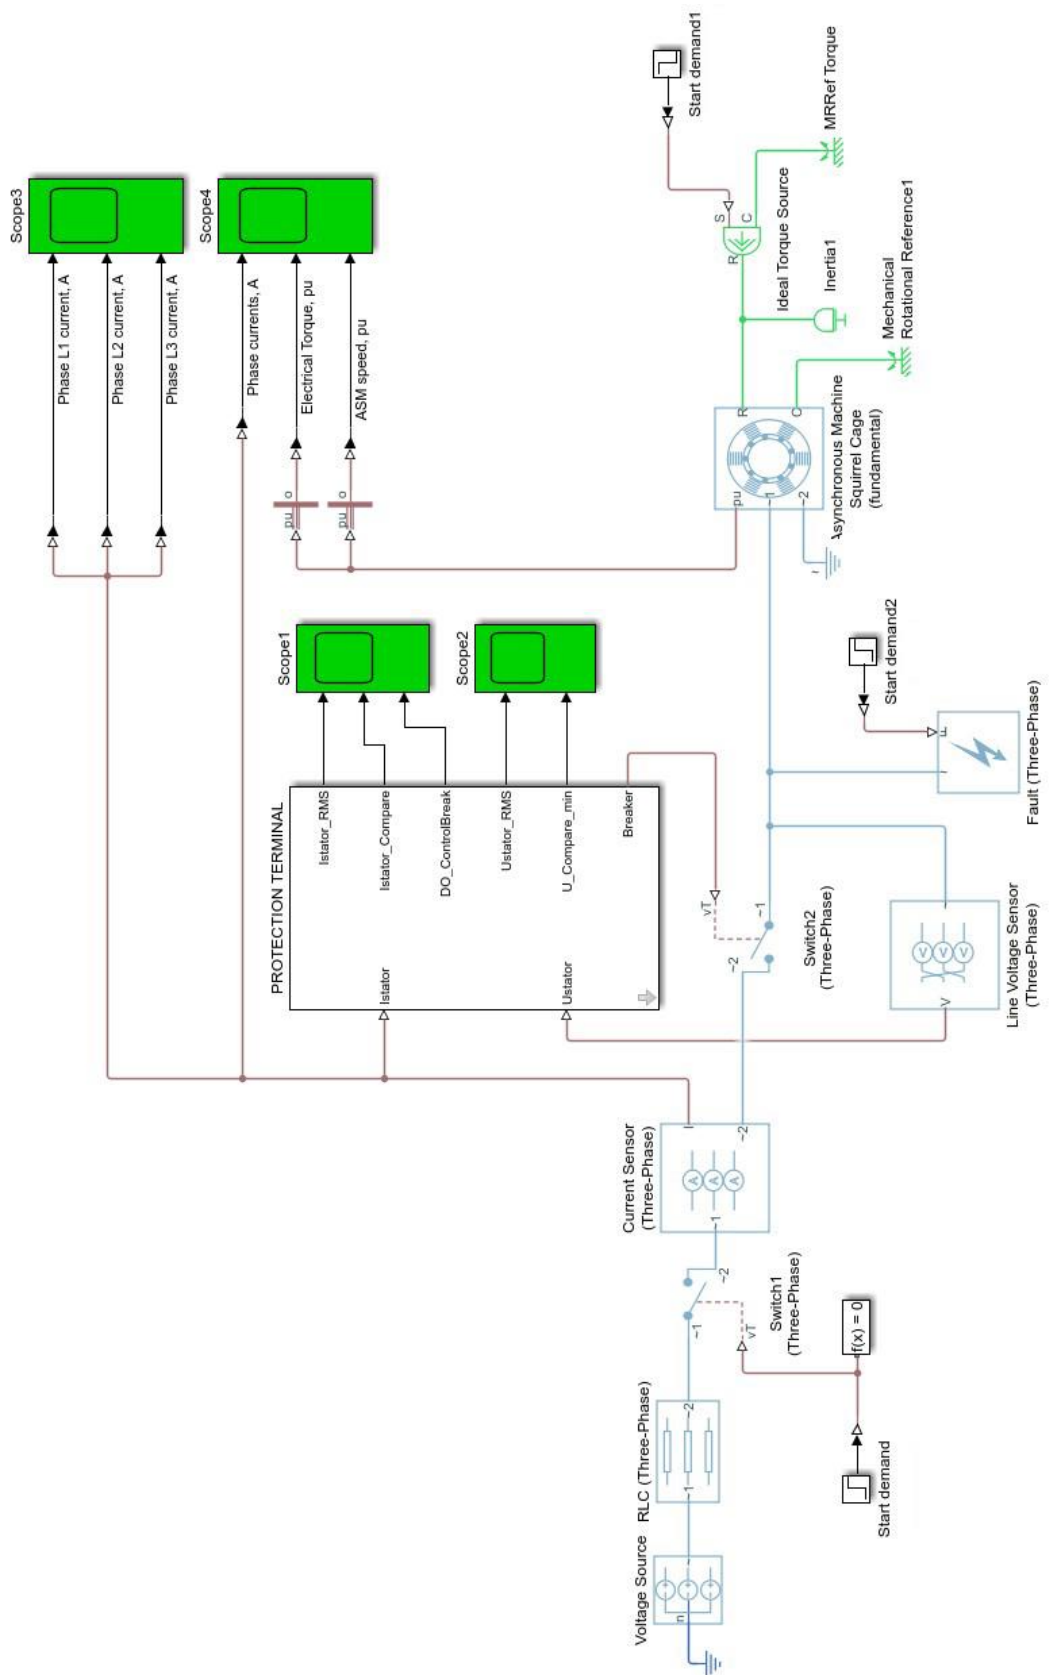 Scope3
Phase L1 current, A
Phase L2 current, A
Phase L3 current, A
Scope4
Phase currents, A
Electrical Torque, pu
ASM speed, pu
pu
o
pu
o
Start demand1
S
C
R
Ideal Torque Source
MRRef Torque
Inertia1
Mechanical
Rotational Reference1
R
C
pu
~1
~2
Asynchronous Machine
Squirrel Cage
(fundamental)
~
Scope1
Scope2
PROTECTION TERMINAL
Istator_RMS
Istator_Compare
DO_ControlBreak
Ustator_RMS
U_Compare_min
Breaker
Istator
Ustator
vT
~2
~1
Switch2
(Three-Phase)
Start demand2
F
~
Fault (Three-Phase)
V
V
V
V
~
Line Voltage Sensor
(Three-Phase)
Current Sensor
(Three-Phase)
I
~2
~1
A
A
A
~1
~2
vT
Switch1
(Three-Phase)
f(x) = 0
Start demand
RLC (Three-Phase)
~1
~2
Voltage Source
n
~